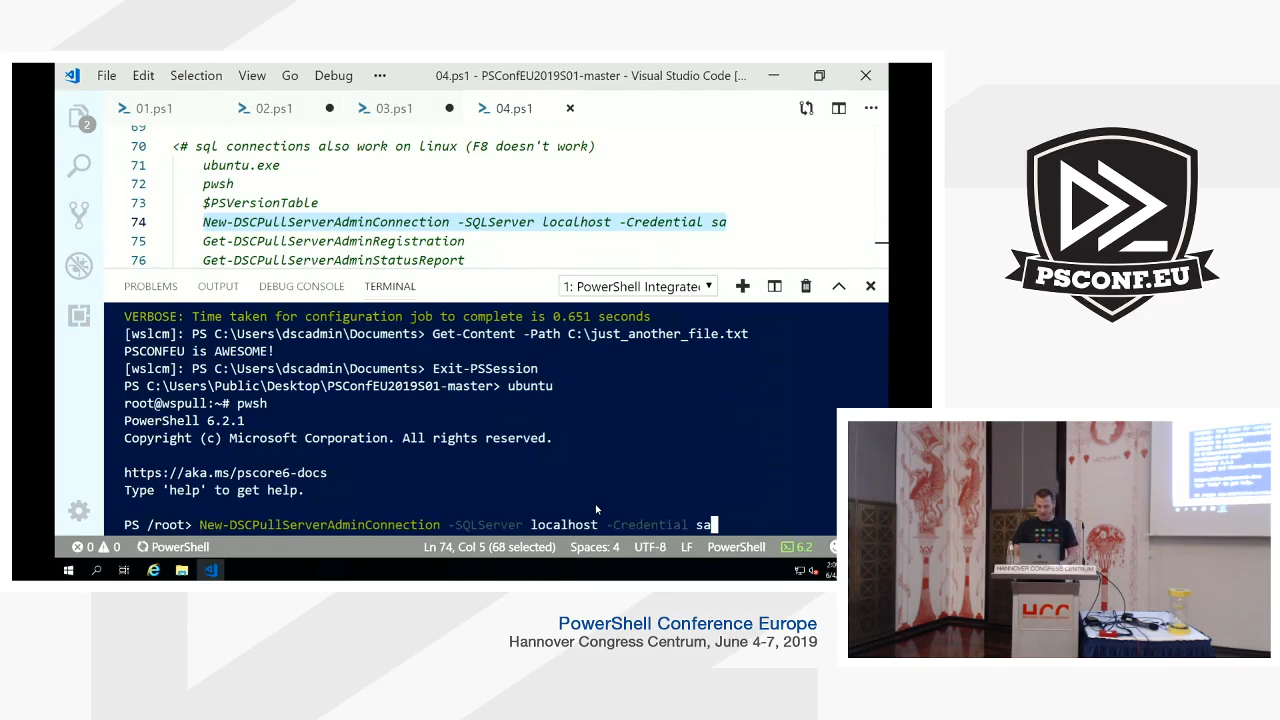 File Edit Selection View Go Debug ••• 04.ps1 - PSConfEU2019S01-master - Visual Studio Code [...
01.ps1 02.ps1 03.ps1 04.ps1
2
69
70 <# sql connections also work on linux (F8 doesn't work)
71 ubuntu.exe
72 pwsh
73 $PSVersionTable
74 New-DSCPullServerAdminConnection -SQLServer localhost -Credential sa
75 Get-DSCPullServerAdminRegistration
76 Get-DSCPullServerAdminStatusReport
PROBLEMS OUTPUT DEBUG CONSOLE TERMINAL 1: PowerShell Integrate
VERBOSE: Time taken for configuration job to complete is 0.651 seconds
[wslcm]: PS C:\Users\dscadmin\Documents> Get-Content -Path C:\just_another_file.txt
PSCONFEU is AWESOME!
[wslcm]: PS C:\Users\dscadmin\Documents> Exit-PSSession
PS C:\Users\Public\Desktop\PSConfEU2019S01-master> ubuntu
root@wspull:~# pwsh
PowerShell 6.2.1
Copyright (c) Microsoft Corporation. All rights reserved.
https://aka.ms/pscore6-docs
Type 'help' to get help.
PS /root> New-DSCPullServerAdminConnection -SQLServer localhost -Credential sa
0 0 PowerShell Ln 74, Col 5 (68 selected) Spaces: 4 UTF-8 LF PowerShell 6.2
PSCONF.EU
HANNOVER CONGRESS CENTRUM
HCC
PowerShell Conference Europe
Hannover Congress Centrum, June 4-7, 2019